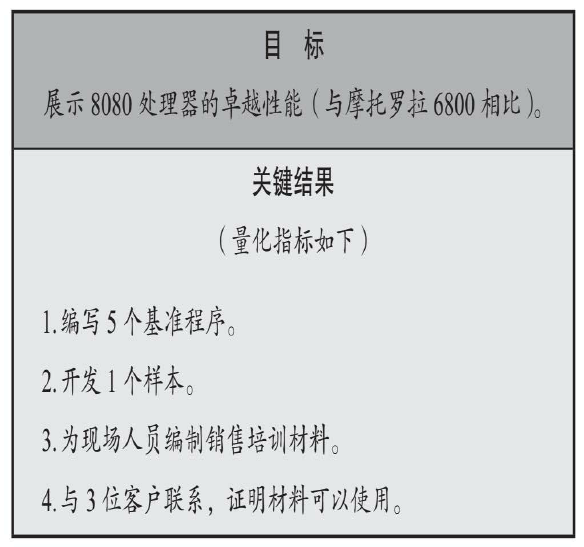 目 标
展示 8080 处理器的卓越性能（与摩托罗拉 6800 相比）。
关键结果
（量化指标如下）
1.编写 5 个基准程序。
2.开发 1 个样本。
3.为现场人员编制销售培训材料。
4.与 3 位客户联系，证明材料可以使用。